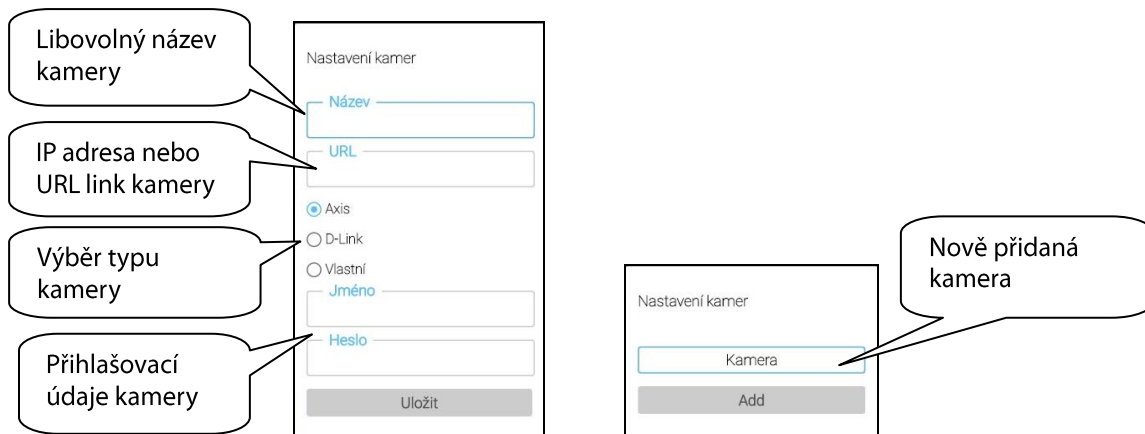 Libovolný název
kamery
IP adresa nebo
URL link kamery
Výběr typu
kamery
Přihlašovací
údaje kamery
Nastavení kamer
Název
URL
Axis
D-Link
Vlastní
Jméno
Heslo
Uložit
Nastavení kamer
Kamera
Add
Nově přidaná
kamera